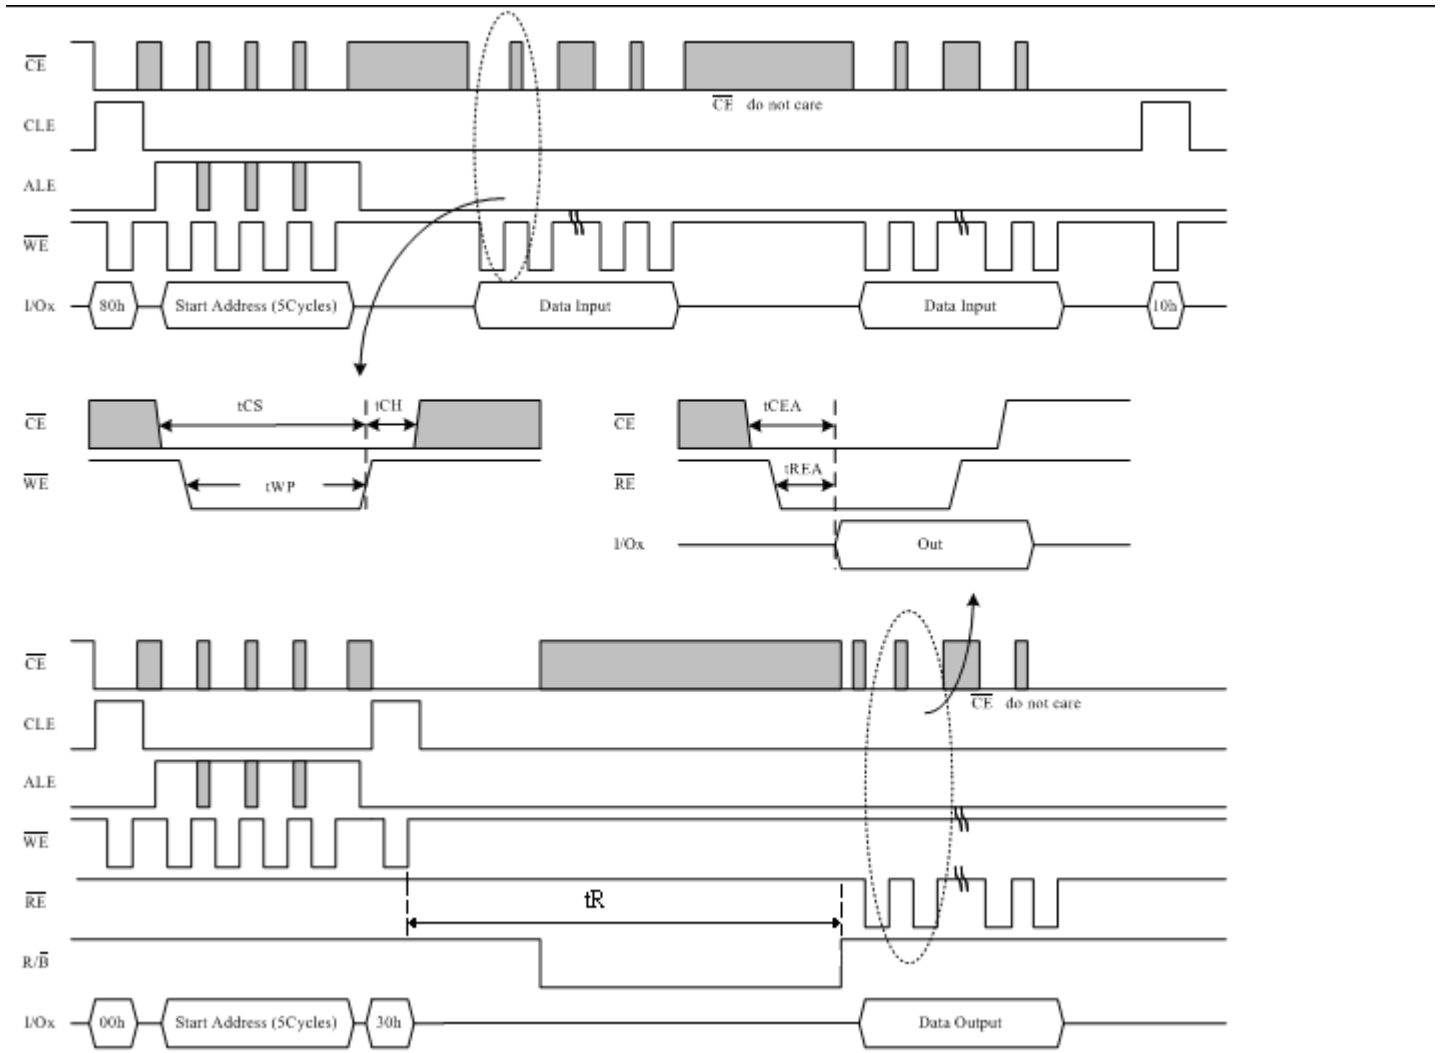 CE
CE do not care
CLE
ALE
WE
I/Ox 80h Start Address (5Cycles) Data Input Data Input 10h
CE tCS tCH
WE tWP
CE tCEA
RE tREA
I/Ox Out
CE
CE do not care
CLE
ALE
WE
RE tR
R/B
I/Ox 00h Start Address (5Cycles) 30h Data Output